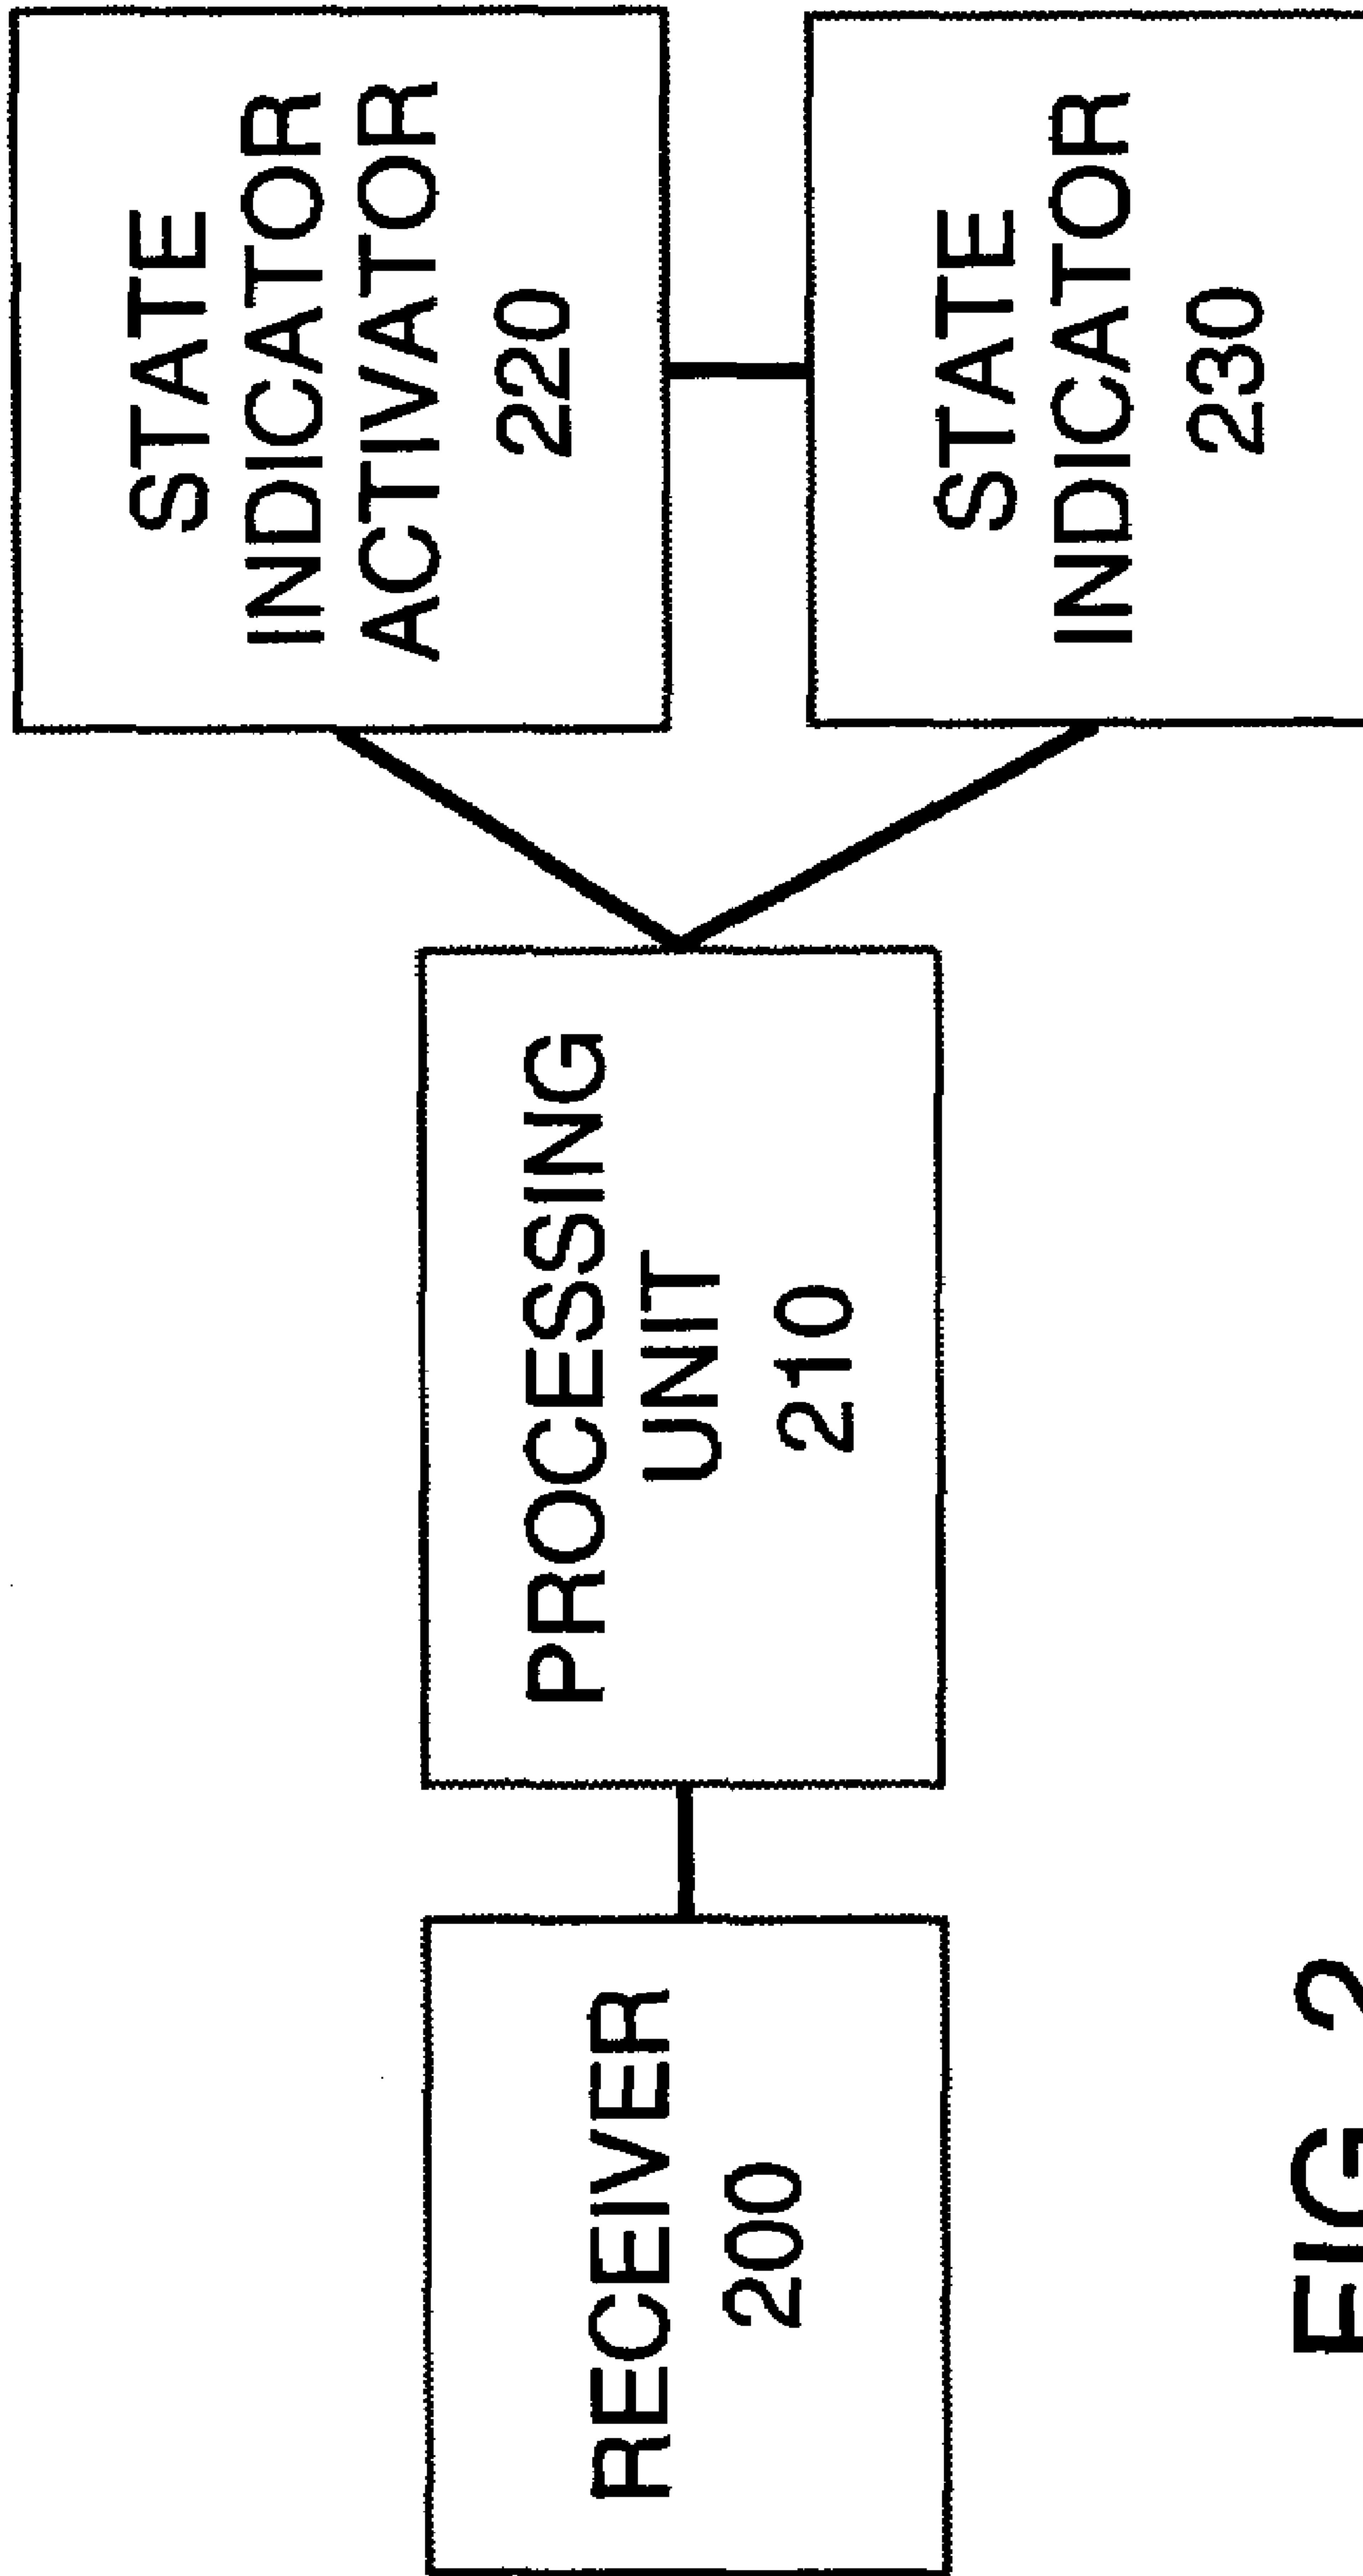 RECEIVER
200
PROCESSING
UNIT
210
STATE
INDICATOR
ACTIVATOR
220
STATE
INDICATOR
230
FIG. 2